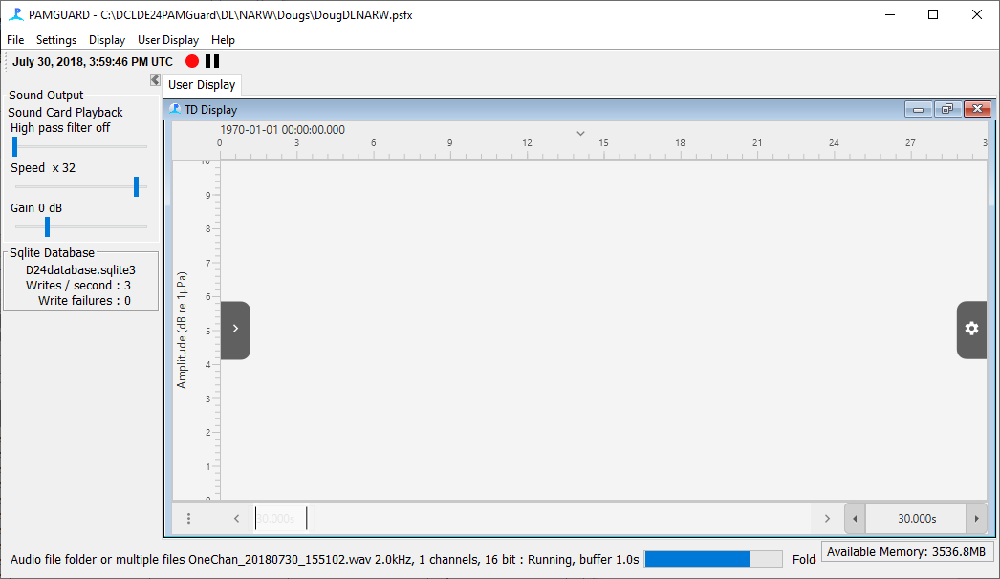 PAMGUARD - C:\DCLDE24PAMGuard\DL\NARW\Dougs\DougDLNARW.psfx
File Settings Display User Display Help
July 30, 2018, 3:59:46 PM UTC
User Display
Sound Output
Sound Card Playback
High pass filter off
Speed x 32
Gain 0 dB
Sqlite Database
D24database.sqlite3
Writes / second : 3
Write failures : 0
TD Display
1970-01-01 00:00:00.000
0 3 6 9 12 15 18 21 24 27 3
10
9
8
7
6
5
4
3
2
1
0
Amplitude (dB re 1µPa)
30.000s
30.000s
Audio file folder or multiple files OneChan_20180730_155102.wav 2.0kHz, 1 channels, 16 bit : Running, buffer 1.0s
Fold
Available Memory: 3536.8MB